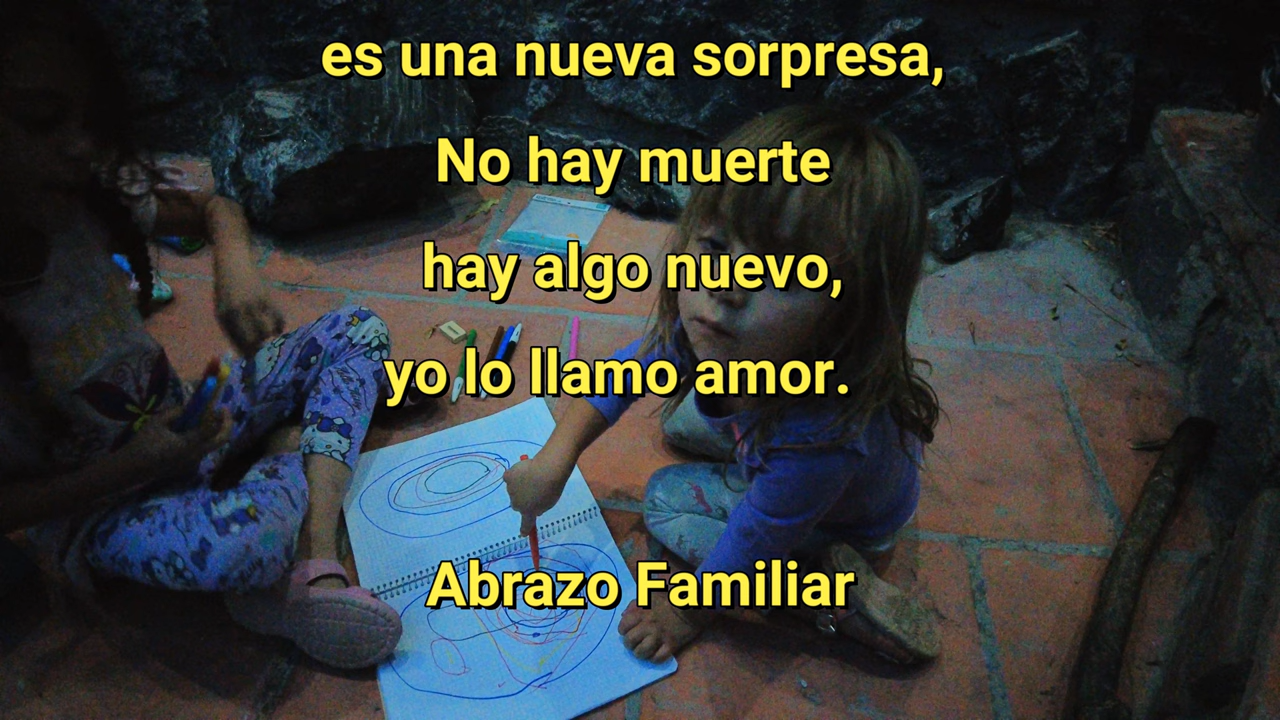 es una nueva sorpresa,
No hay muerte
hay algo nuevo,
yo lo llamo amor.
Abrazo Familiar